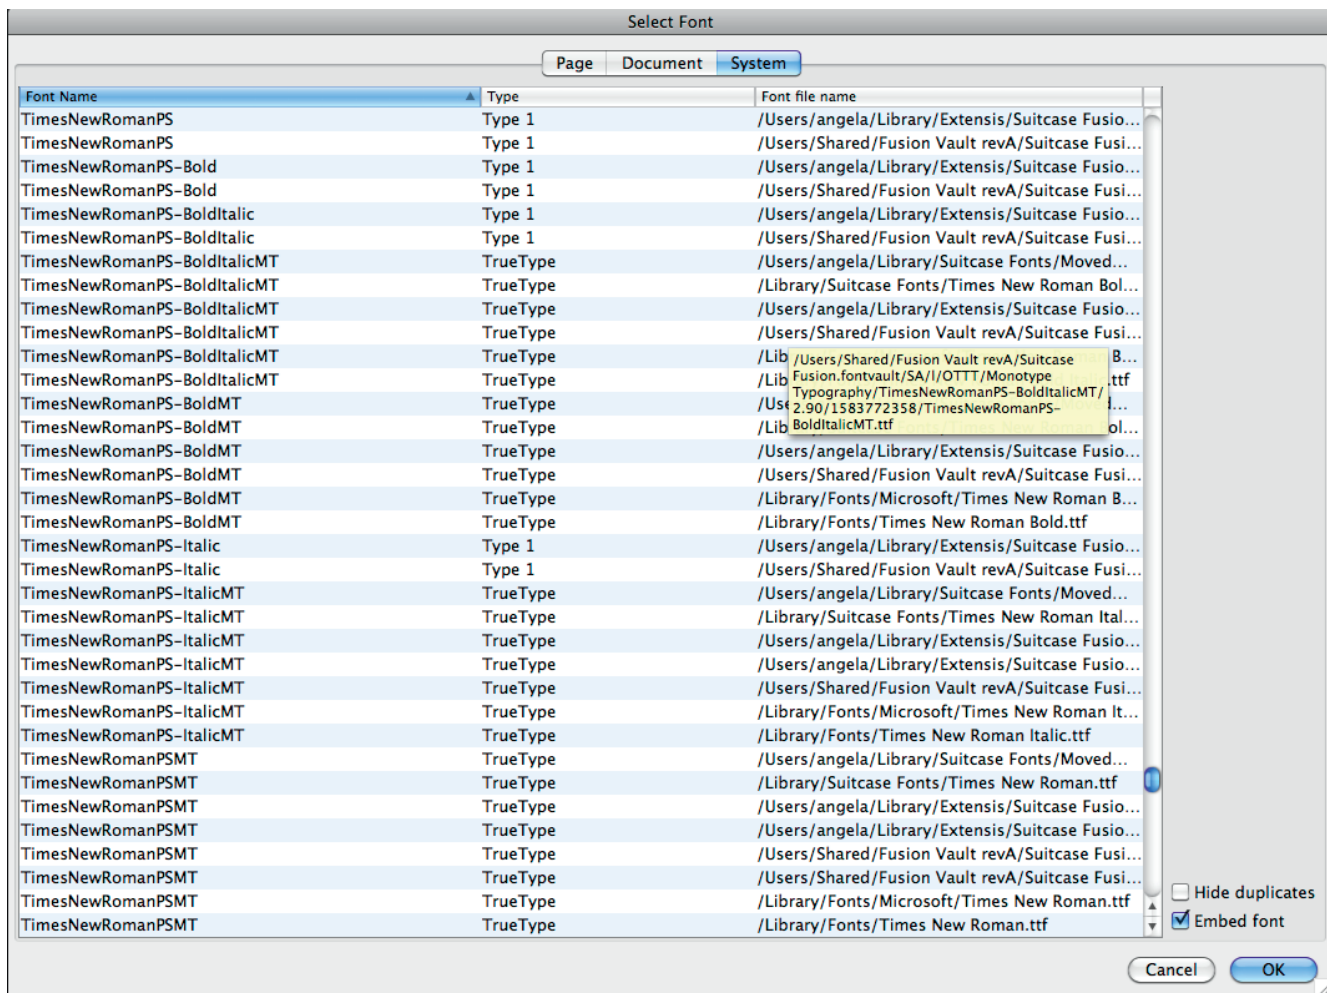 Select Font
Page Document System
Font Name Type Font file name
TimesNewRomanPS Type 1 /Users/angela/Library/Extensis/Suitcase Fusio...
TimesNewRomanPS Type 1 /Users/Shared/Fusion Vault revA/Suitcase Fusi...
TimesNewRomanPS-Bold Type 1 /Users/angela/Library/Extensis/Suitcase Fusio...
TimesNewRomanPS-Bold Type 1 /Users/Shared/Fusion Vault revA/Suitcase Fusi...
TimesNewRomanPS-BoldItalic Type 1 /Users/angela/Library/Extensis/Suitcase Fusio...
TimesNewRomanPS-BoldItalic Type 1 /Users/Shared/Fusion Vault revA/Suitcase Fusi...
TimesNewRomanPS-BoldItalicMT TrueType /Users/angela/Library/Suitcase Fonts/Moved...
TimesNewRomanPS-BoldItalicMT TrueType /Library/Suitcase Fonts/Times New Roman Bol...
TimesNewRomanPS-BoldItalicMT TrueType /Users/angela/Library/Extensis/Suitcase Fusio...
TimesNewRomanPS-BoldItalicMT TrueType /Users/Shared/Fusion Vault revA/Suitcase Fusi...
TimesNewRomanPS-BoldItalicMT TrueType /Lib B...
TimesNewRomanPS-BoldItalicMT TrueType /Lib .ttf
TimesNewRomanPS-BoldMT TrueType /Use ...
TimesNewRomanPS-BoldMT TrueType /Lib ol...
/Users/Shared/Fusion Vault revA/Suitcase
Fusion.fontvault/SA/l/OTTT/Monotype
Typography/TimesNewRomanPS-BoldItalicMT/
2.90/1583772358/TimesNewRomanPS-
BoldItalicMT.ttf
TimesNewRomanPS-BoldMT TrueType /Users/angela/Library/Extensis/Suitcase Fusio...
TimesNewRomanPS-BoldMT TrueType /Users/Shared/Fusion Vault revA/Suitcase Fusi...
TimesNewRomanPS-BoldMT TrueType /Library/Fonts/Microsoft/Times New Roman B...
TimesNewRomanPS-BoldMT TrueType /Library/Fonts/Times New Roman Bold.ttf
TimesNewRomanPS-Italic Type 1 /Users/angela/Library/Extensis/Suitcase Fusio...
TimesNewRomanPS-Italic Type 1 /Users/Shared/Fusion Vault revA/Suitcase Fusi...
TimesNewRomanPS-ItalicMT TrueType /Users/angela/Library/Suitcase Fonts/Moved...
TimesNewRomanPS-ItalicMT TrueType /Library/Suitcase Fonts/Times New Roman Ital...
TimesNewRomanPS-ItalicMT TrueType /Users/angela/Library/Extensis/Suitcase Fusio...
TimesNewRomanPS-ItalicMT TrueType /Users/angela/Library/Extensis/Suitcase Fusio...
TimesNewRomanPS-ItalicMT TrueType /Users/Shared/Fusion Vault revA/Suitcase Fusi...
TimesNewRomanPS-ItalicMT TrueType /Library/Fonts/Microsoft/Times New Roman It...
TimesNewRomanPS-ItalicMT TrueType /Library/Fonts/Times New Roman Italic.ttf
TimesNewRomanPSMT TrueType /Users/angela/Library/Suitcase Fonts/Moved...
TimesNewRomanPSMT TrueType /Library/Suitcase Fonts/Times New Roman.ttf
TimesNewRomanPSMT TrueType /Users/angela/Library/Extensis/Suitcase Fusio...
TimesNewRomanPSMT TrueType /Users/angela/Library/Extensis/Suitcase Fusio...
TimesNewRomanPSMT TrueType /Users/Shared/Fusion Vault revA/Suitcase Fusi...
TimesNewRomanPSMT TrueType /Users/Shared/Fusion Vault revA/Suitcase Fusi...
TimesNewRomanPSMT TrueType /Library/Fonts/Microsoft/Times New Roman.ttf
TimesNewRomanPSMT TrueType /Library/Fonts/Times New Roman.ttf
Hide duplicates
Embed font
Cancel OK